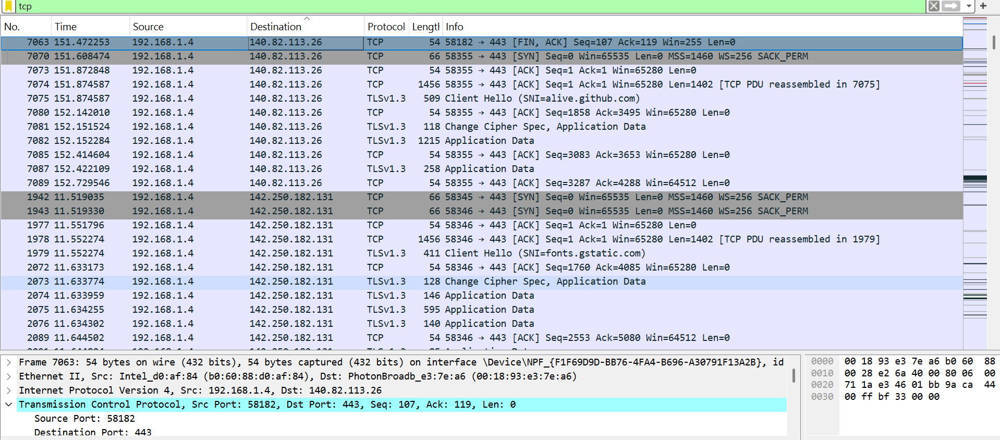 tcp
No. Time Source Destination Protocol Length Info
7063 151.472253 192.168.1.4 140.82.113.26 TCP 54 58182 → 443 [FIN, ACK] Seq=107 Ack=119 Win=255 Len=0
7070 151.608474 192.168.1.4 140.82.113.26 TCP 66 58355 → 443 [SYN] Seq=0 Win=65535 Len=0 MSS=1460 WS=256 SACK_PERM
7073 151.872848 192.168.1.4 140.82.113.26 TCP 54 58355 → 443 [ACK] Seq=1 Ack=1 Win=65280 Len=0
7074 151.874587 192.168.1.4 140.82.113.26 TCP 1456 58355 → 443 [ACK] Seq=1 Ack=1 Win=65280 Len=1402 [TCP PDU reassembled in 7075]
7075 151.874587 192.168.1.4 140.82.113.26 TLSv1.3 509 Client Hello (SNI=alive.github.com)
7080 152.142010 192.168.1.4 140.82.113.26 TCP 54 58355 → 443 [ACK] Seq=1858 Ack=3495 Win=65280 Len=0
7081 152.151524 192.168.1.4 140.82.113.26 TLSv1.3 118 Change Cipher Spec, Application Data
7082 152.152284 192.168.1.4 140.82.113.26 TLSv1.3 1215 Application Data
7085 152.414604 192.168.1.4 140.82.113.26 TCP 54 58355 → 443 [ACK] Seq=3083 Ack=3653 Win=65280 Len=0
7087 152.422109 192.168.1.4 140.82.113.26 TLSv1.3 258 Application Data
7089 152.729546 192.168.1.4 140.82.113.26 TCP 54 58355 → 443 [ACK] Seq=3287 Ack=4288 Win=64512 Len=0
1942 11.519035 192.168.1.4 142.250.182.131 TCP 66 58345 → 443 [SYN] Seq=0 Win=65535 Len=0 MSS=1460 WS=256 SACK_PERM
1943 11.519330 192.168.1.4 142.250.182.131 TCP 66 58346 → 443 [SYN] Seq=0 Win=65535 Len=0 MSS=1460 WS=256 SACK_PERM
1977 11.551796 192.168.1.4 142.250.182.131 TCP 54 58346 → 443 [ACK] Seq=1 Ack=1 Win=65280 Len=0
1978 11.552274 192.168.1.4 142.250.182.131 TCP 1456 58346 → 443 [ACK] Seq=1 Ack=1 Win=65280 Len=1402 [TCP PDU reassembled in 1979]
1979 11.552274 192.168.1.4 142.250.182.131 TLSv1.3 411 Client Hello (SNI=fonts.gstatic.com)
2072 11.633173 192.168.1.4 142.250.182.131 TCP 54 58346 → 443 [ACK] Seq=1760 Ack=4085 Win=65280 Len=0
2073 11.633774 192.168.1.4 142.250.182.131 TLSv1.3 128 Change Cipher Spec, Application Data
2074 11.633959 192.168.1.4 142.250.182.131 TLSv1.3 146 Application Data
2075 11.634255 192.168.1.4 142.250.182.131 TLSv1.3 595 Application Data
2076 11.634302 192.168.1.4 142.250.182.131 TLSv1.3 140 Application Data
2089 11.644502 192.168.1.4 142.250.182.131 TCP 54 58346 → 443 [ACK] Seq=2553 Ack=5080 Win=64512 Len=0
Frame 7063: 54 bytes on wire (432 bits), 54 bytes captured (432 bits) on interface \Device\NPF_{F1F69D9D-BB76-4FA4-B696-A30791F13A2B}, id
Ethernet II, Src: Intel_d0:af:84 (b0:60:88:d0:af:84), Dst: PhotonBroadb_e3:7e:a6 (00:18:93:e3:7e:a6)
Internet Protocol Version 4, Src: 192.168.1.4, Dst: 140.82.113.26
Transmission Control Protocol, Src Port: 58182, Dst Port: 443, Seq: 107, Ack: 119, Len: 0
Source Port: 58182
Destination Port: 443
0000 00 18 93 e3 7e a6 b0 60 88
0010 00 28 e2 6a 40 00 80 06 00
0020 71 1a e3 46 01 bb 9a ca 44
0030 00 ff bf 33 00 00